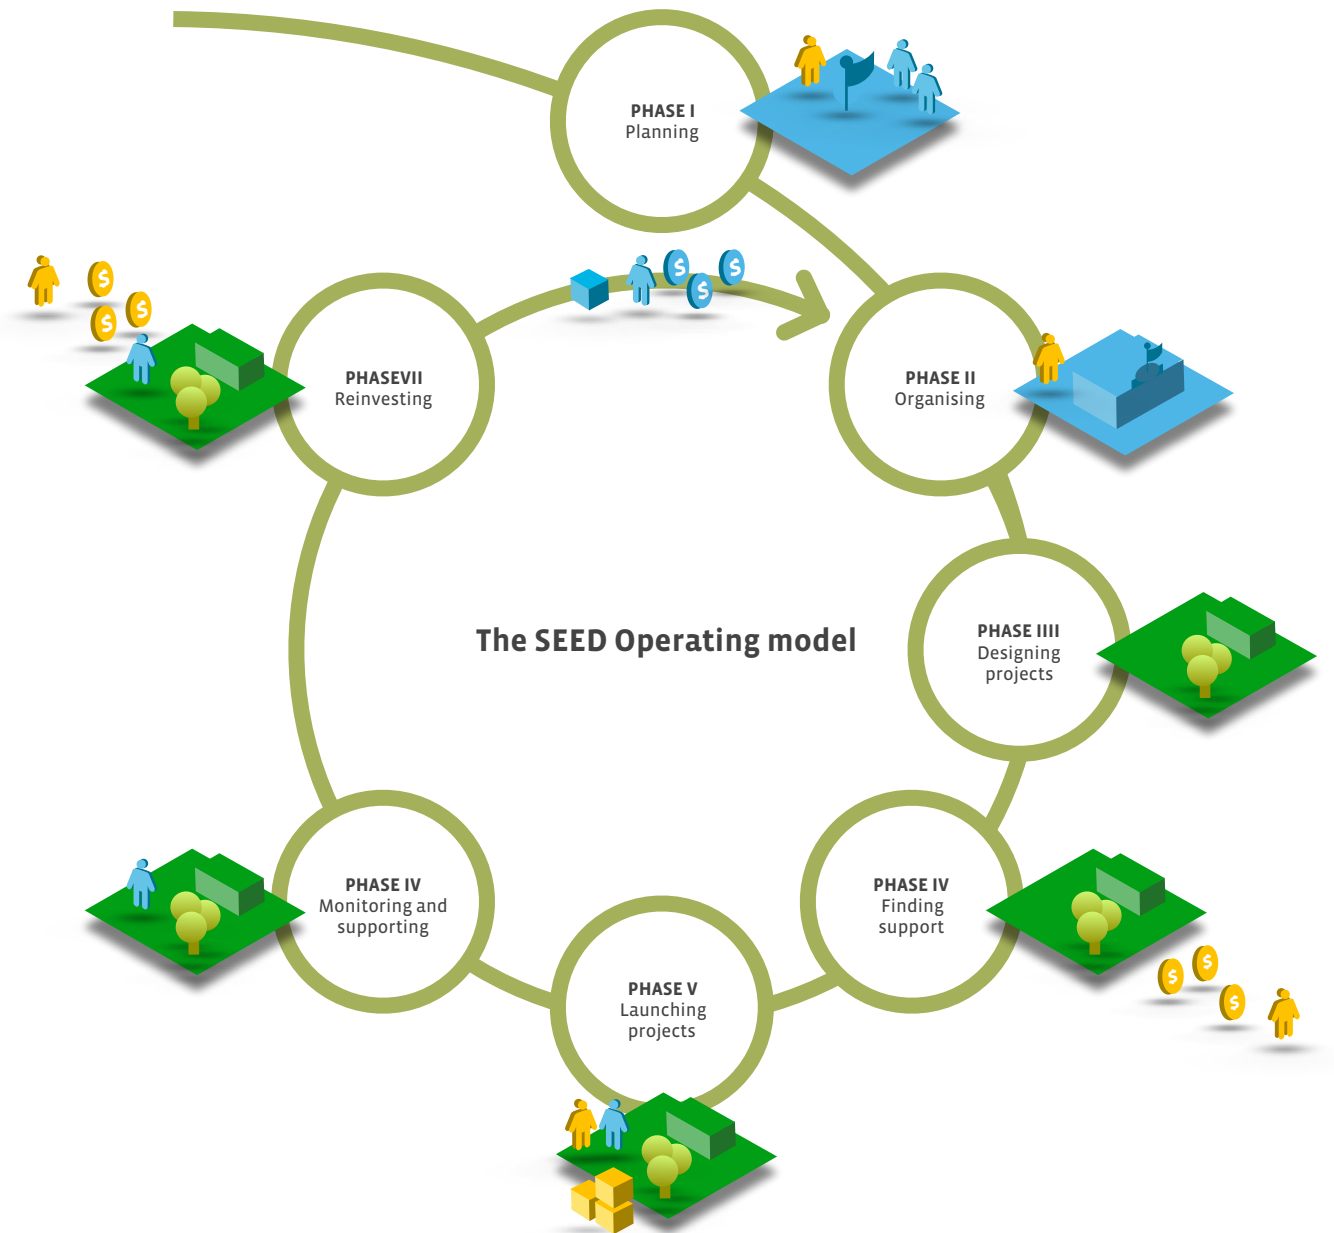 PHASE I
Planning
PHASE II
Organising
PHASE IIII
Designing
projects
PHASE IV
Finding
support
PHASE V
Launching
projects
PHASE IV
Monitoring and
supporting
PHASEVII
Reinvesting
The SEED Operating model
$
$
$
$
$
$
$
$
$